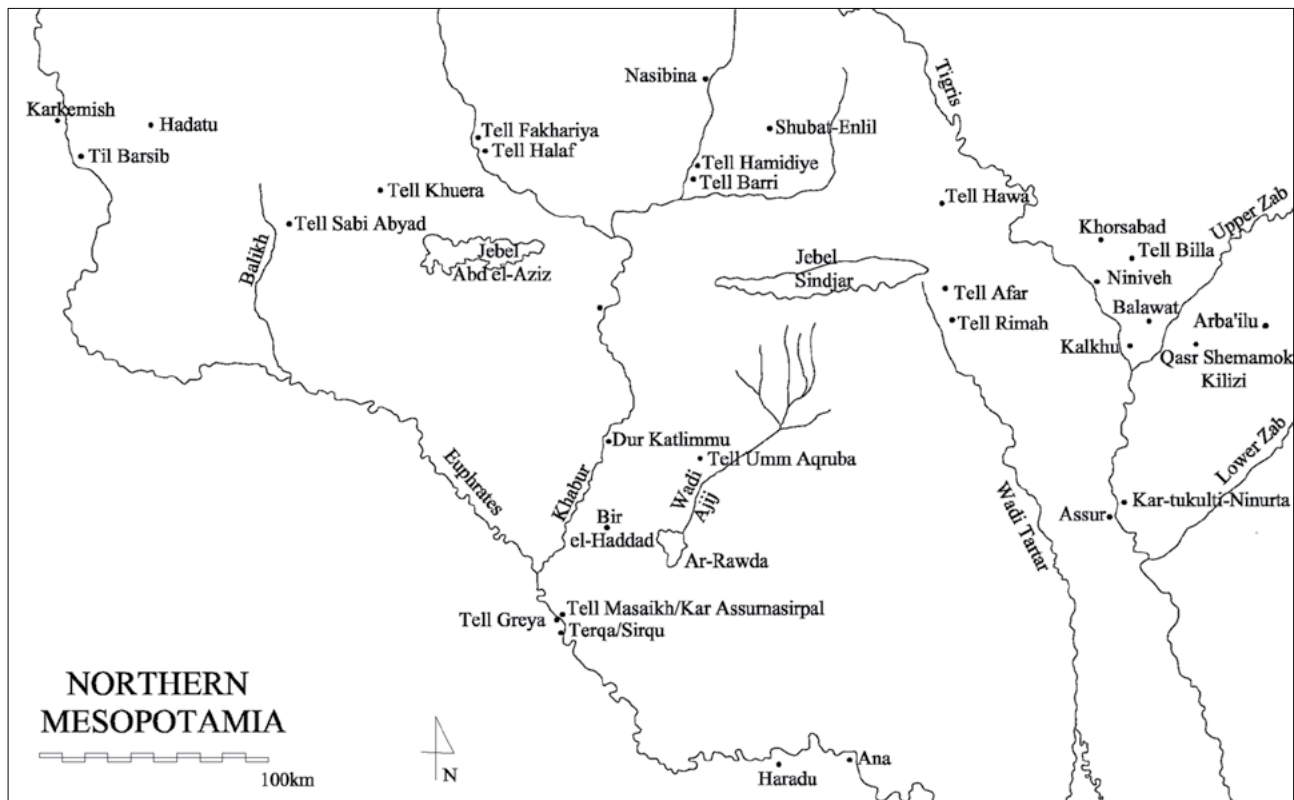 Nasibina
Tigris
Karkemish
Hadatu
Til Barsib
Tell Fakhariya
Tell Halaf
Shubat-Enlil
Tell Hamidiye
Tell Barri
Tell Khuera
Tell Sabi Abyad
Balikh
Jebel
Abd el-Aziz
Tell Hawa
Khorsabad
Upper Zab
Tell Billa
Niniveh
Jebel
Sindjar
Tell Afar
Tell Rimah
Balawat
Arba'ilu
Kalkhu
Qasr Shemamok
Kilizi
Euphrates
Khabur
Dur Katlimmu
Tell Umm Aqruba
Wadi
Ajij
Bir
el-Haddad
Ar-Rawda
Wadi Tartar
Lower Zab
Kar-tukulti-Ninurta
Assur
Tell Masaikh/Kar Assurnasirpal
Tell Greya
Terqa/Sirqu
NORTHERN
MESOPOTAMIA
100km
N
Haradu
Ana